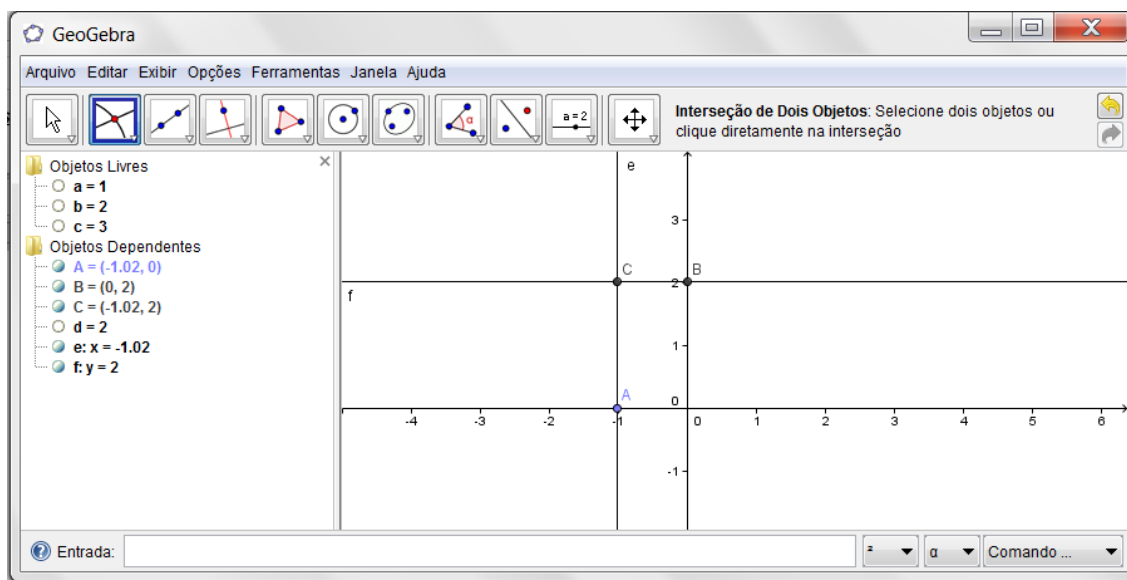 GeoGebra
Arquivo Editar Exibir Opções Ferramentas Janela Ajuda
α
a = 2
Interseção de Dois Objetos: Selecione dois objetos ou
clique diretamente na interseção
Objetos Livres
a = 1
b = 2
c = 3
Objetos Dependentes
A = (-1.02, 0)
B = (0, 2)
C = (-1.02, 2)
d = 2
e: x = -1.02
f: y = 2
e
3
C
2
B
f
1
A
0
-4 -3 -2 -1 0 1 2 3 4 5 6
-1
Entrada:
²
α
Comando ...